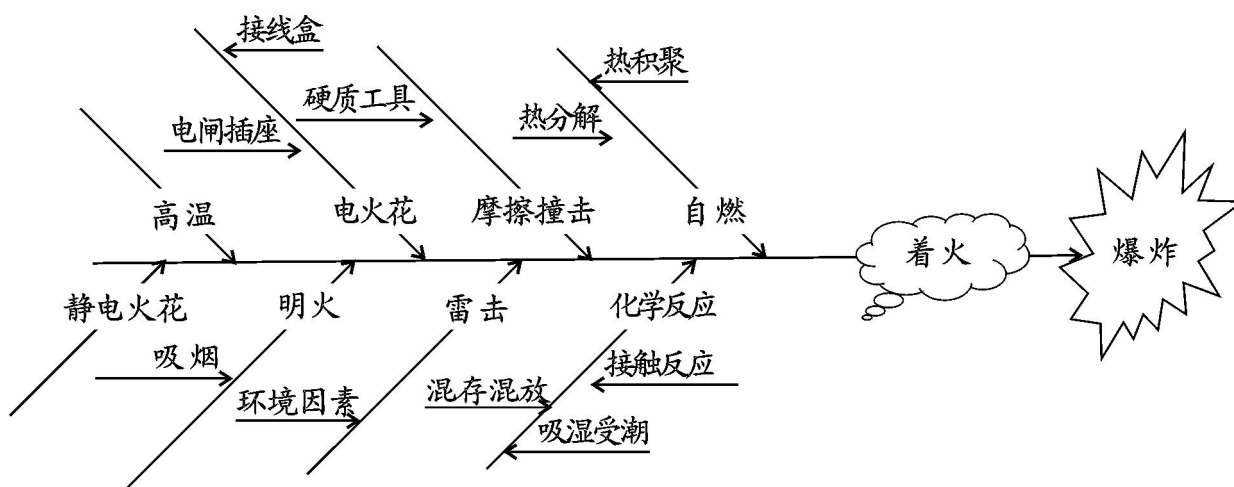 接线盒
热积聚
硬质工具
热分解
电闸插座
高温
电火花
摩擦撞击
自燃
着火
爆炸
静电火花
明火
雷击
化学反应
吸烟
接触反应
环境因素
混存混放
吸湿受潮